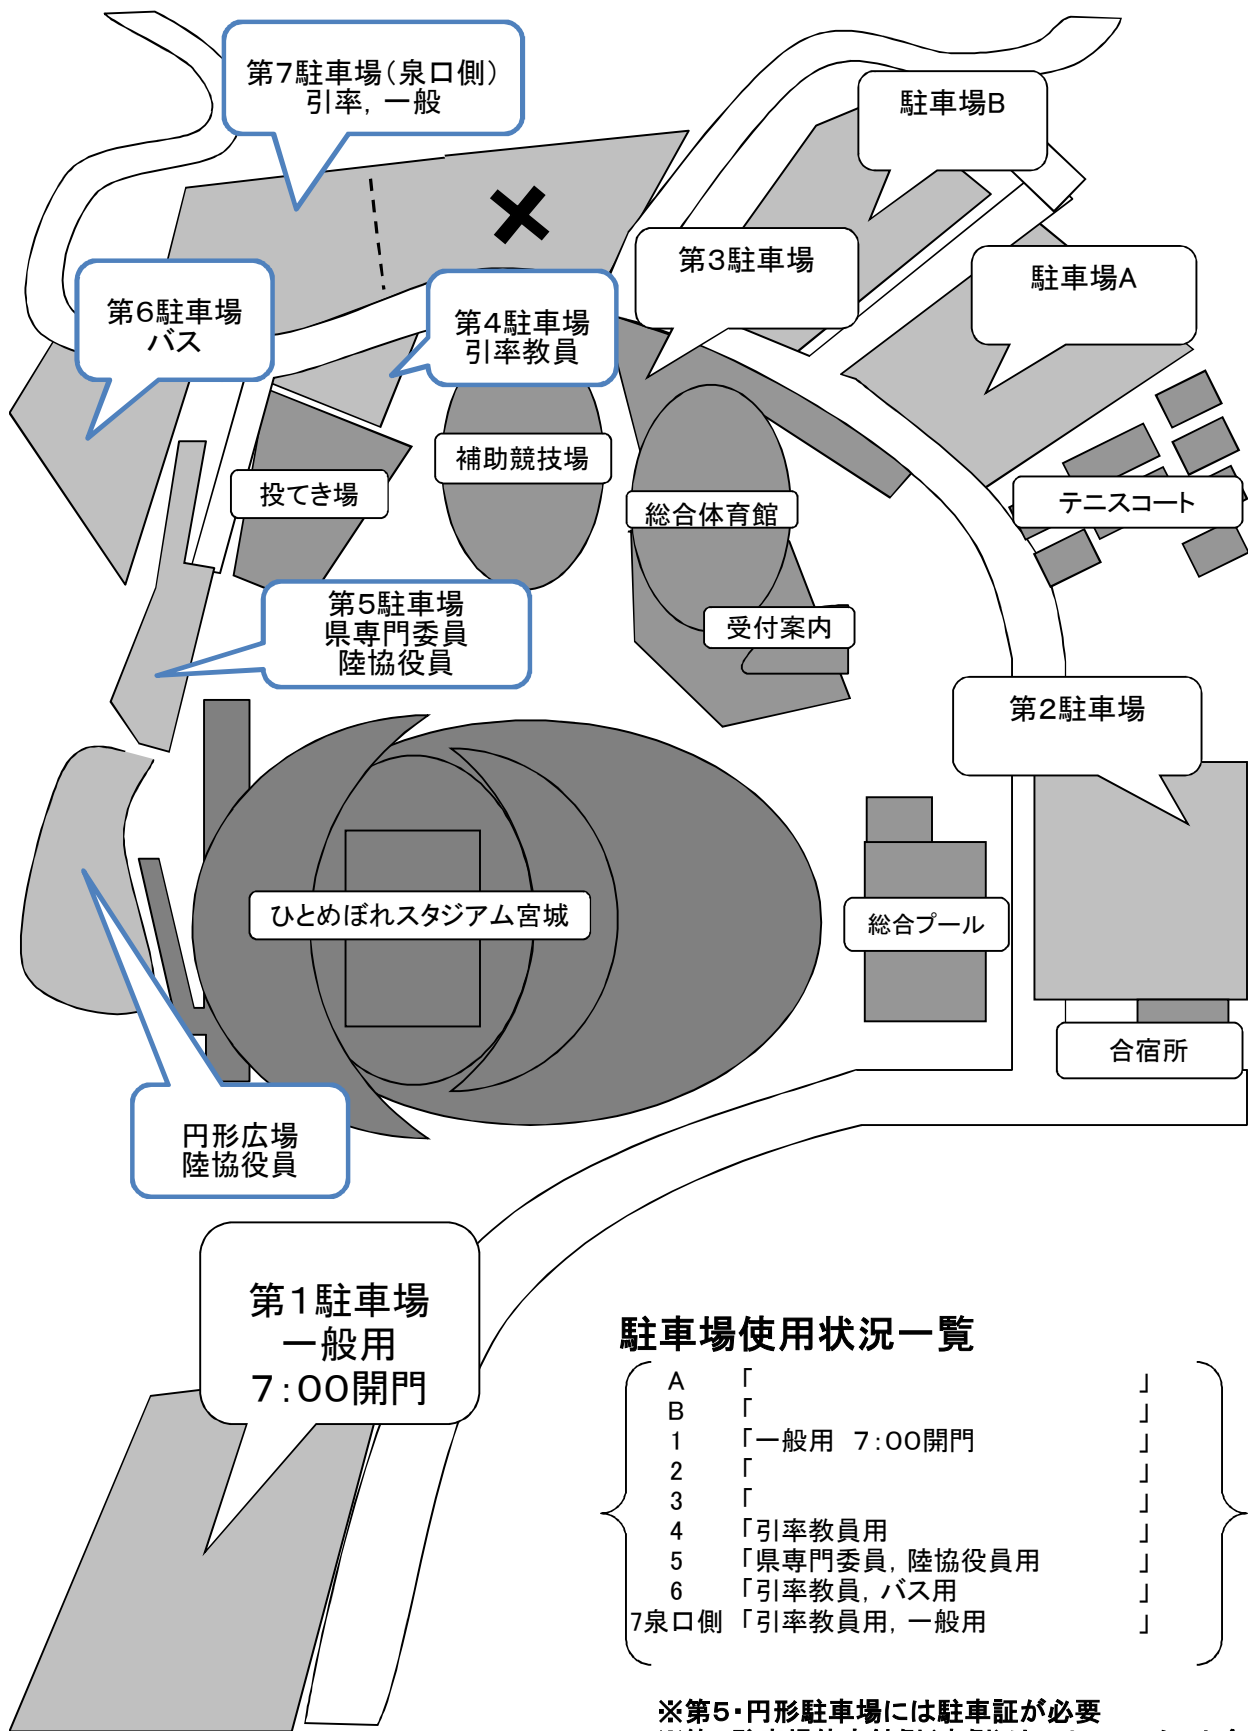 第7駐車場(泉口側)
引率, 一般
駐車場B
第3駐車場
駐車場A
第6駐車場
バス
第4駐車場
引率教員
補助競技場
投てき場
総合体育館
テニスコート
第5駐車場
県専門委員
陸協役員
受付案内
第2駐車場
ひとめぼれスタジアム宮城
総合プール
合宿所
円形広場
陸協役員
第1駐車場
一般用
7:00開門
駐車場使用状況一覧
A 「 」
B 「 」
1 「一般用 7:00開門 」
2 「 」
3 「 」
4 「引率教員用 」
5 「県専門委員, 陸協役員用 」
6 「引率教員, バス用 」
7泉口側 「引率教員用, 一般用 」
※第5・円形駐車場には駐車証が必要